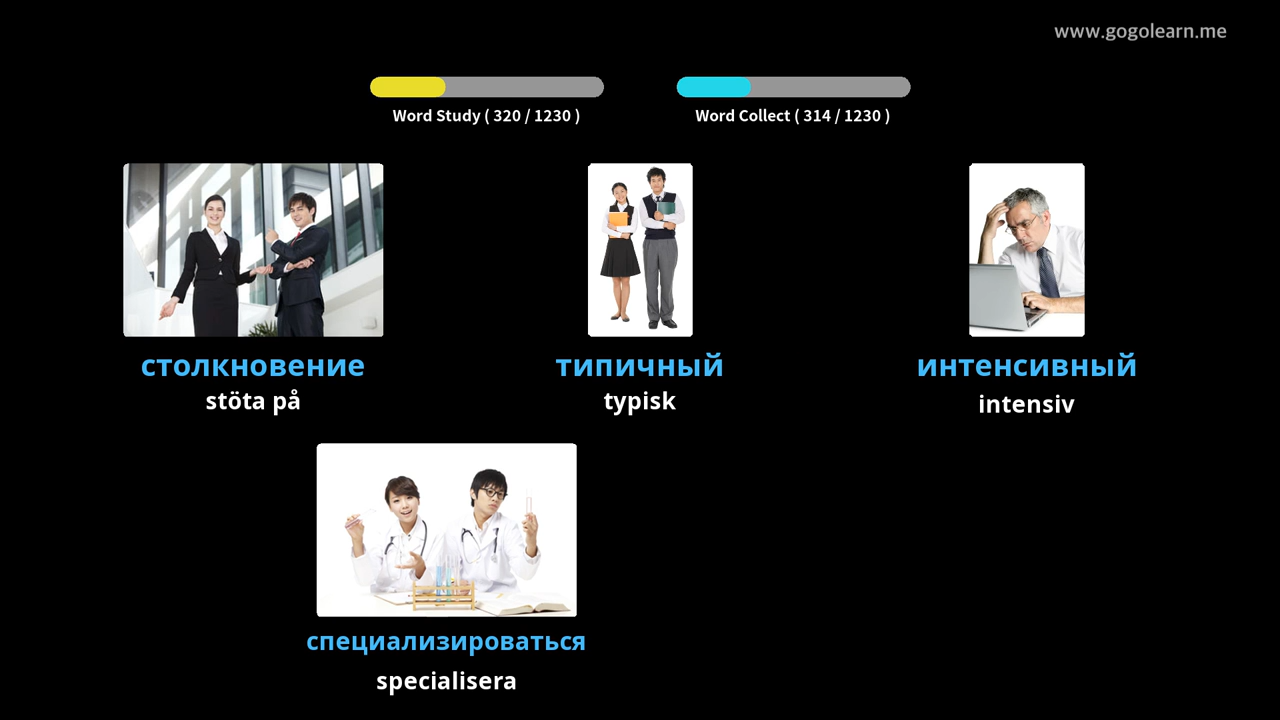 www.gogolearn.me
Word Study ( 320 / 1230 )
Word Collect ( 314 / 1230 )
столкновение
stöta på
типичный
typisk
интенсивный
intensiv
специализироваться
specialisera